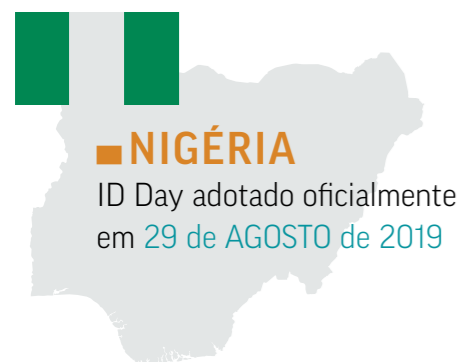 NIGÉRIA
ID Day adotado oficialmente
em 29 de AGOSTO de 2019